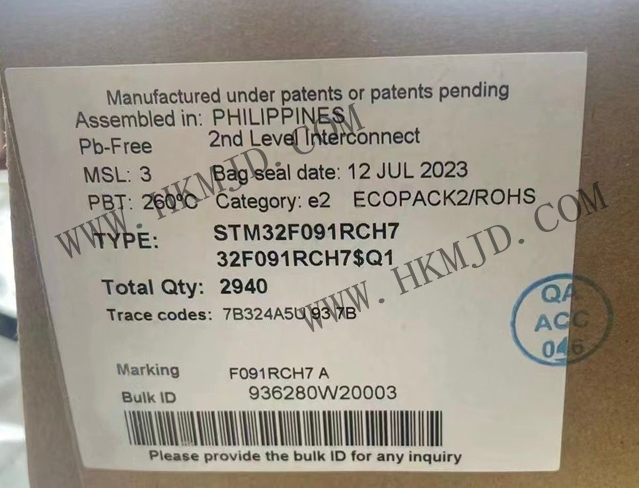 Manufactured under patents or patents pending
Assembled in: PHILIPPINES
Pb-Free 2nd Level Interconnect
MSL: 3 Bag seal date: 12 JUL 2023
PBT: 260°C Category: e2 ECOPACK2/ROHS
TYPE: STM32F091RCH7
32F091RCH7$Q1
Total Qty: 2940
Trace codes: 7B324A5U 93 7B
QA
ACC
046
Marking F091RCH7 A
Bulk ID 936280W20003
Please provide the bulk ID for any inquiry
WWW.HKMJD.COM
WWW.HKMJD.COM